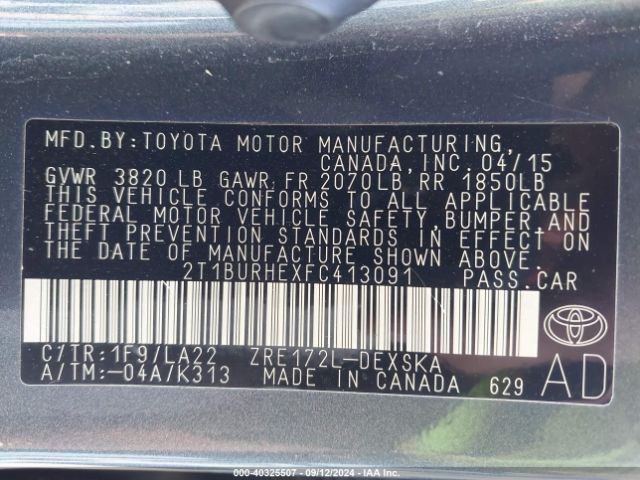 MFD.BY:TOYOTA MOTOR MANUFACTURING,
CANADA,INC. 04/15
GVWR 3820 LB GAWR FR 2070LB RR 1850LB
THIS VEHICLE CONFORMS TO ALL APPLICABLE
FEDERAL MOTOR VEHICLE SAFETY,BUMPER,AND
THEFT PREVENTION STANDARDS IN EFFECT ON
THE DATE OF MANUFACTURE SHOWN ABOVE.
2T1BURHEXFC413091 PASS.CAR
C/TR:1F9/LA22 ZRE172L-DEXSKA
A/TM:-04A/K313 MADE IN CANADA 629
AD
000-40325507 - 09/12/2024 - IAA Inc.